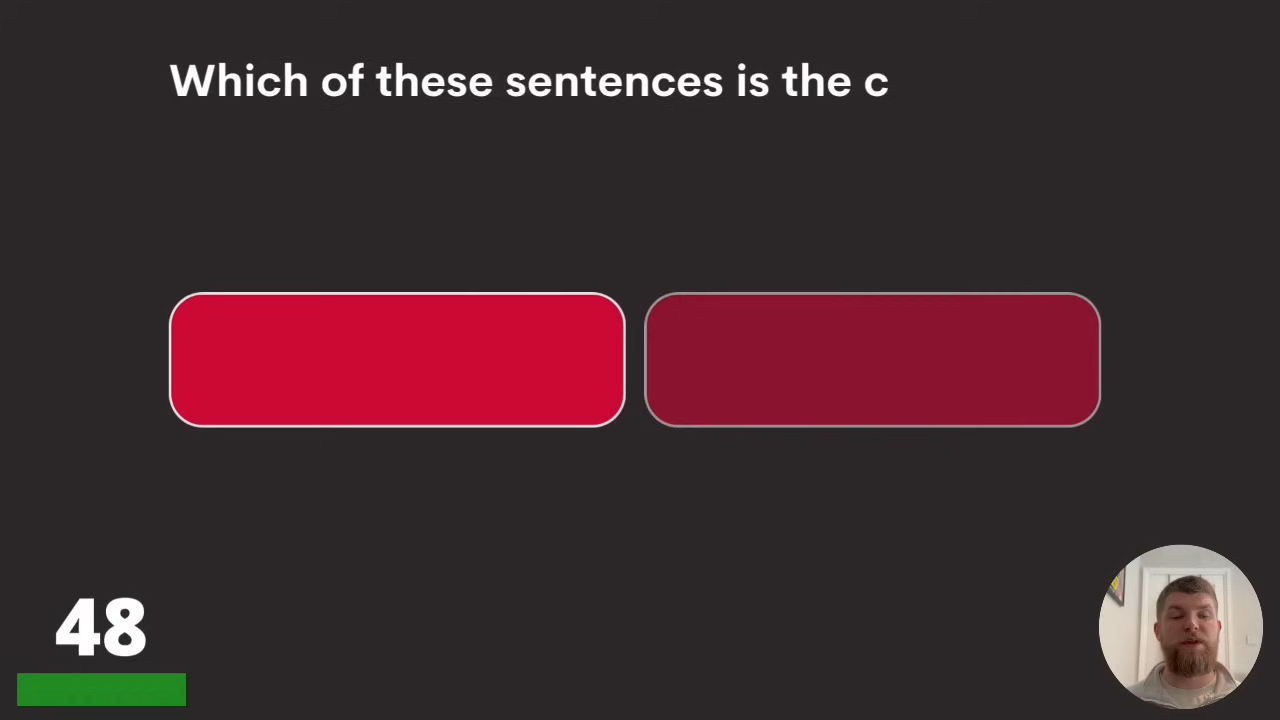 Which of these sentences is the c
48